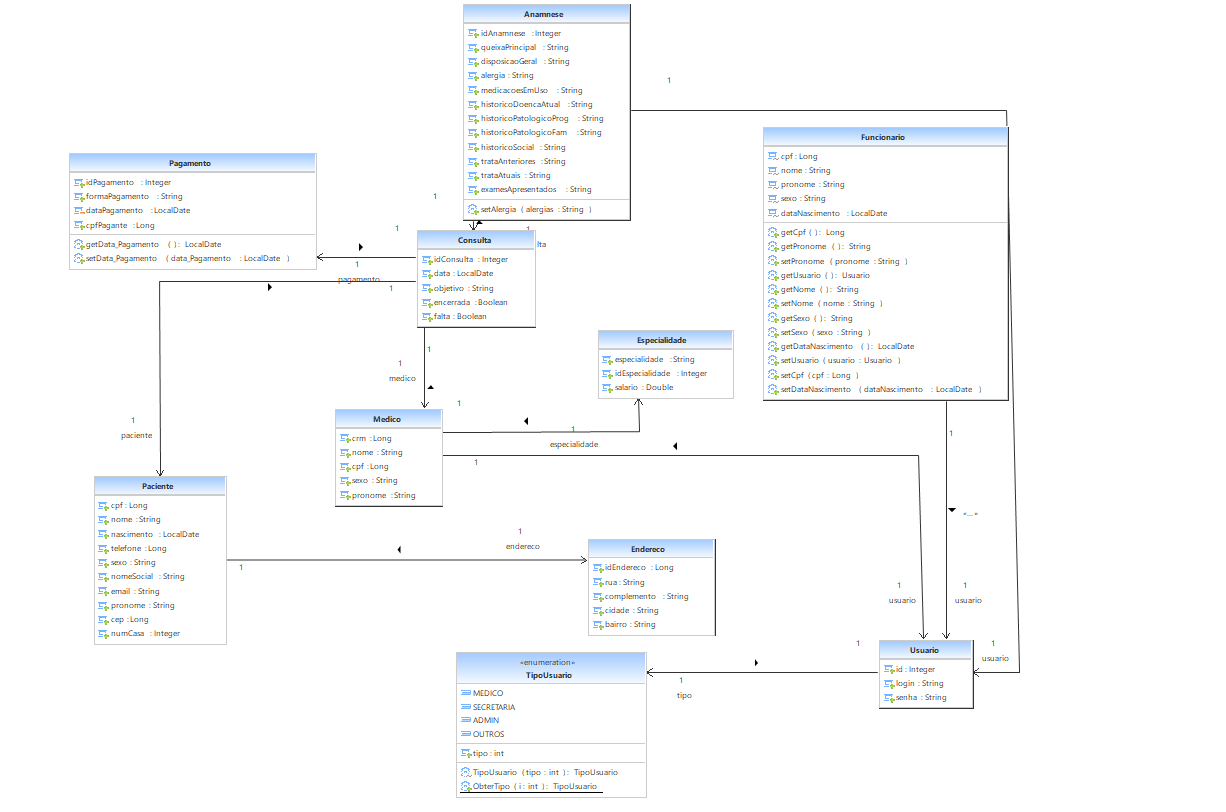 Anamnese
idAnamnese : Integer
queixaPrincipal : String
disposicaoGeral : String
alergia : String
medicacoesEmUso : String
historicoDoencaAtual : String
historicoPatologicoProg : String
historicoPatologicoFam : String
historicoSocial : String
trataAnteriores : String
trataAtuais : String
examesApresentados : String
setAlergia ( alergias : String )
1
Funcionario
cpf : Long
nome : String
pronome : String
sexo : String
dataNascimento : LocalDate
getCpf ( ) : Long
getPronome ( ) : String
setPronome ( pronome : String )
getUsuario ( ) : Usuario
getNome ( ) : String
setNome ( nome : String )
getSexo ( ) : String
setSexo ( sexo : String )
getDataNascimento ( ) : LocalDate
setUsuario ( usuario : Usuario )
setCpf ( cpf : Long )
setDataNascimento ( dataNascimento : LocalDate )
Pagamento
idPagamento : Integer
formaPagamento : String
dataPagamento : LocalDate
cpfPagante : Long
getData_Pagamento ( ) : LocalDate
setData_Pagamento ( data_Pagamento : LocalDate )
1
1
1
lta
Consulta
idConsulta : Integer
data : LocalDate
objetivo : String
encerrada : Boolean
falta : Boolean
1
pagamento
1
1
1
medico
Especialidade
especialidade : String
idEspecialidade : Integer
salario : Double
1
1
especialidade
1
Medico
crm : Long
nome : String
cpf : Long
sexo : String
pronome : String
1
paciente
Paciente
cpf : Long
nome : String
nascimento : LocalDate
telefone : Long
sexo : String
nomeSocial : String
email : String
pronome : String
cep : Long
numCasa : Integer
1
1
endereco
Endereco
idEndereco : Long
rua : String
complemento : String
cidade : String
bairro : String
1
«...»
1
usuario
1
usuario
1
usuario
Usuario
id : Integer
login : String
senha : String
1
1
tipo
«enumeration»
TipoUsuario
MEDICO
SECRETARIA
ADMIN
OUTROS
tipo : int
TipoUsuario ( tipo : int ) : TipoUsuario
ObterTipo ( i : int ) : TipoUsuario